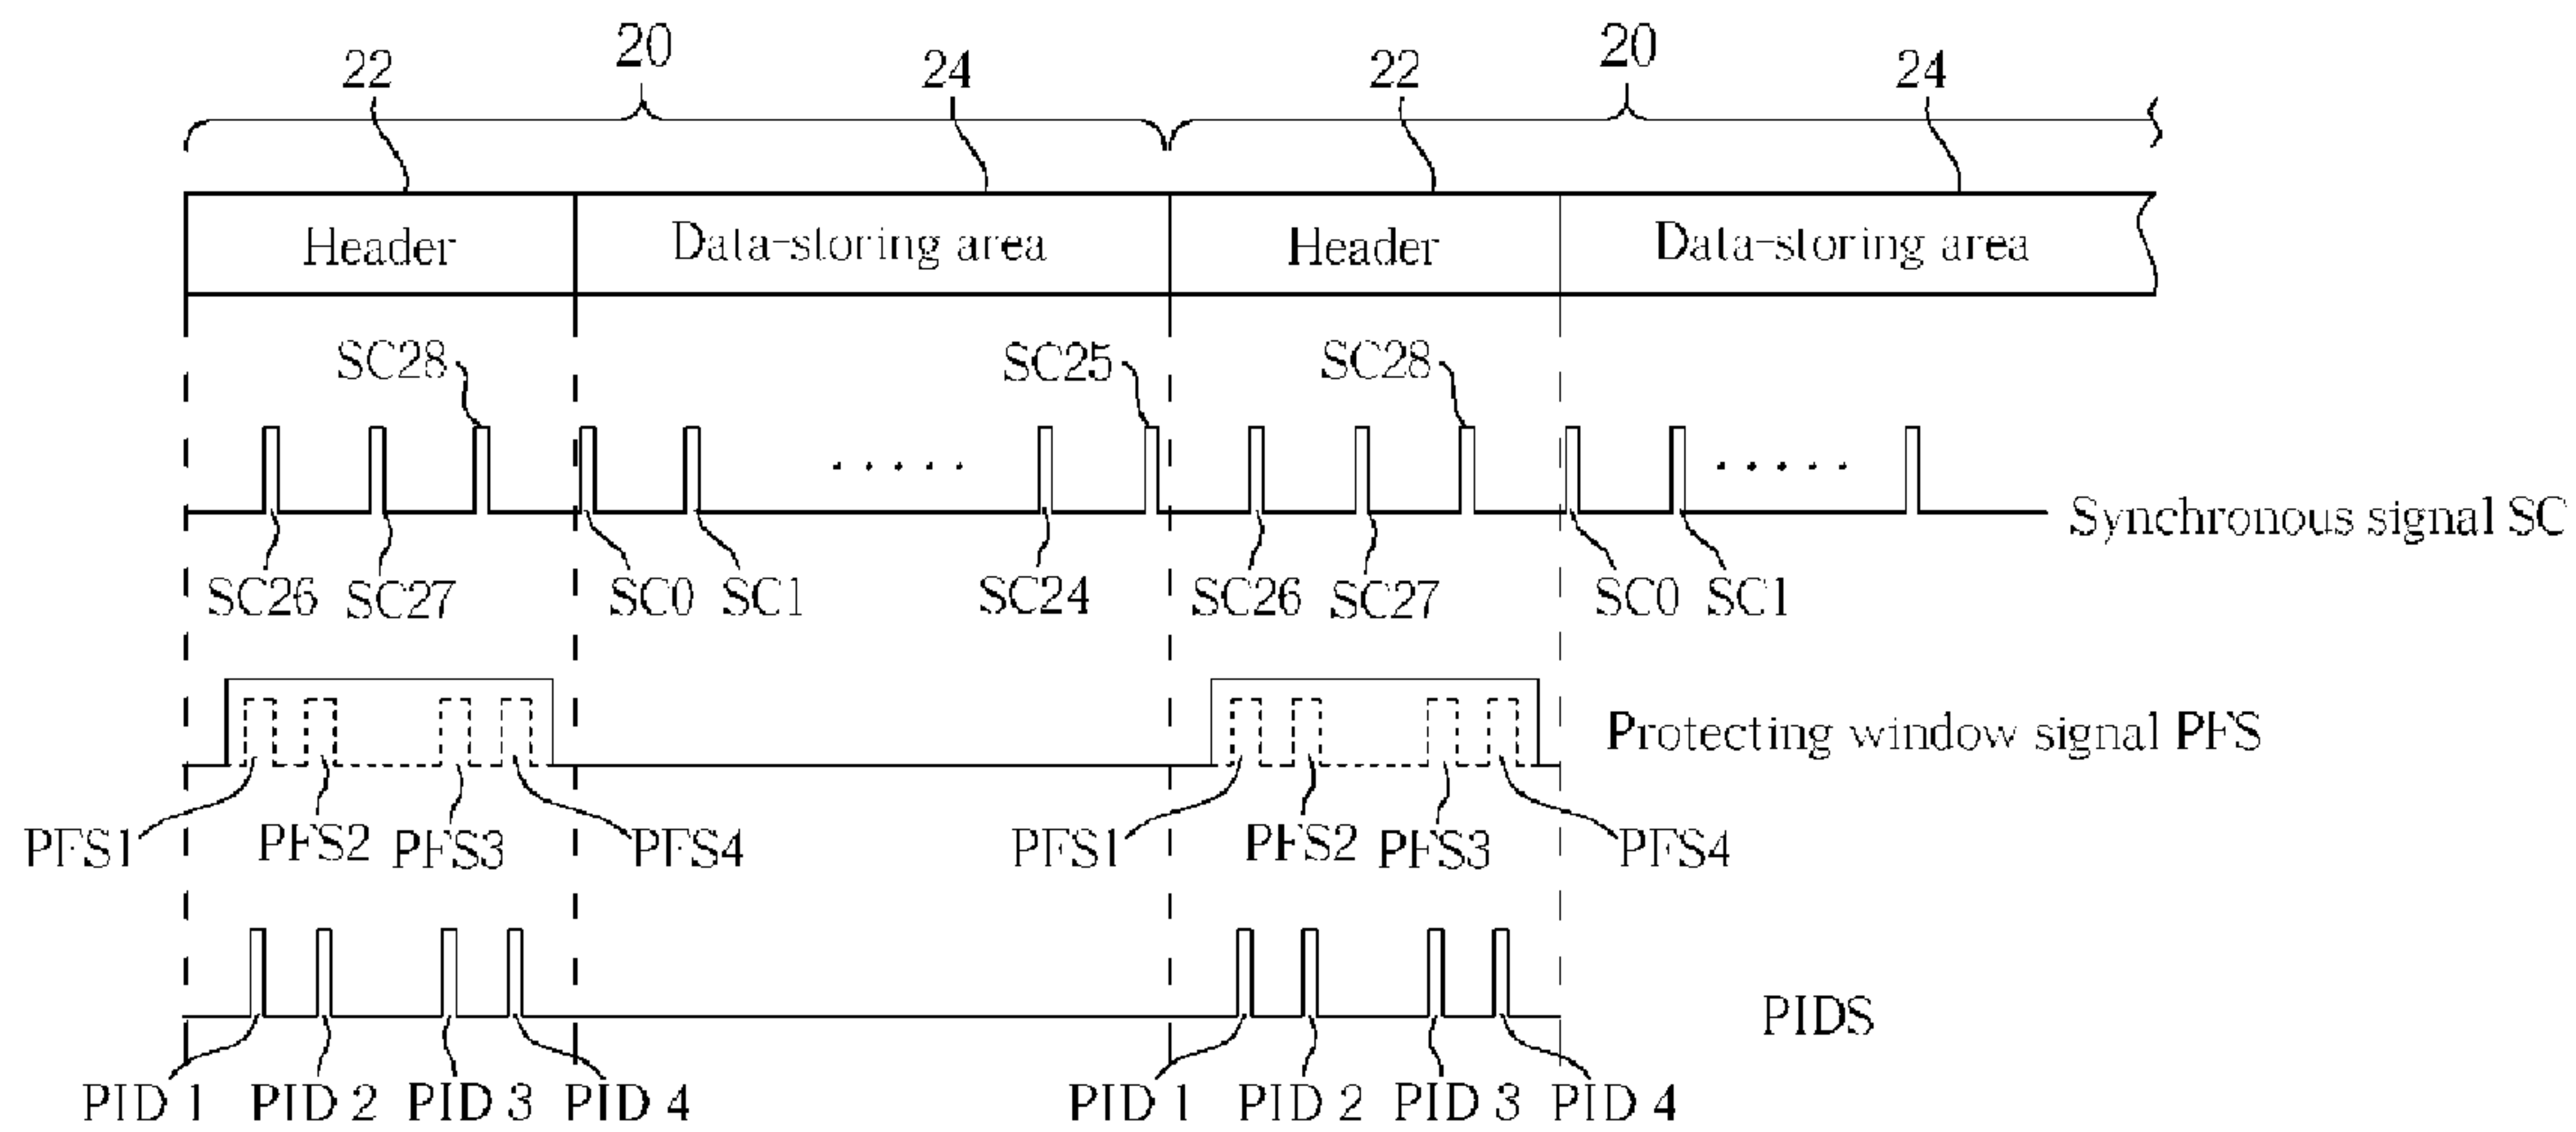 20 20
22 24 22 24
Header Data-storing area Header Data-storing area
SC28 SC25 SC28
Synchronous signal SC
SC26 SC27 SC0 SC1 SC24 SC26 SC27 SC0 SC1
Protecting window signal PFS
PFS1 PFS2 PFS3 PFS4 PFS1 PFS2 PFS3 PFS4
PIDS
PID 1 PID 2 PID 3 PID 4 PID 1 PID 2 PID 3 PID 4